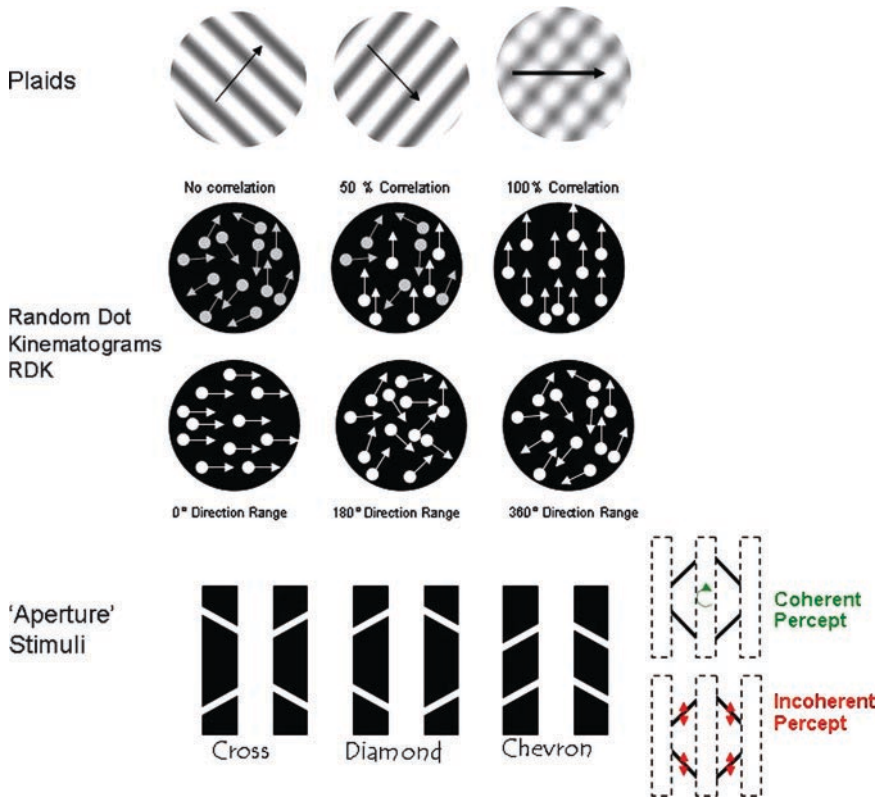 Plaids
No correlation
50 % Correlation
100% Correlation
Random Dot
Kinematograms
RDK
0° Direction Range
180° Direction Range
360° Direction Range
'Aperture'
Stimuli
Cross
Diamond
Chevron
Coherent
Percept
Incoherent
Percept